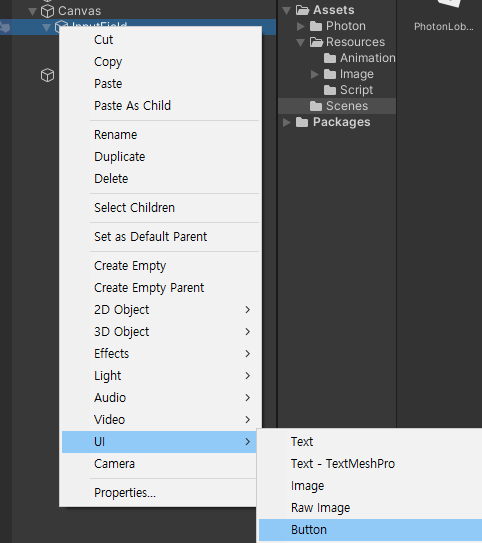 Canvas
InputField
Cut
Copy
Paste
Paste As Child
Rename
Duplicate
Delete
Select Children
Set as Default Parent
Create Empty
Create Empty Parent
2D Object
3D Object
Effects
Light
Audio
Video
UI
Camera
Properties...
Text
Text - TextMeshPro
Image
Raw Image
Button
Assets
Photon
Resources
Animation
Image
Script
Scenes
Packages
PhotonLob...